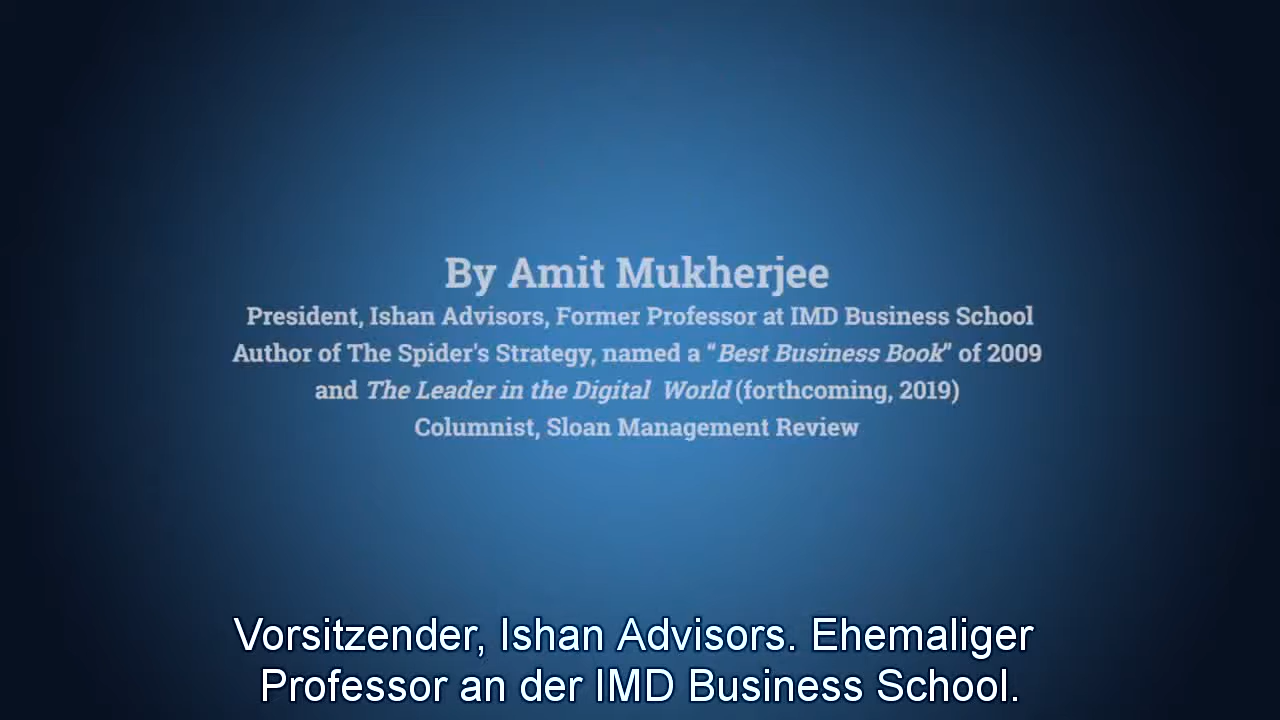 By Amit Mukherjee
President, Ishan Advisors, Former Professor at IMD Business School
Author of The Spider's Strategy, named a "Best Business Book" of 2009
and The Leader in the Digital World (forthcoming, 2019)
Columnist, Sloan Management Review
Vorsitzender, Ishan Advisors. Ehemaliger
Professor an der IMD Business School.